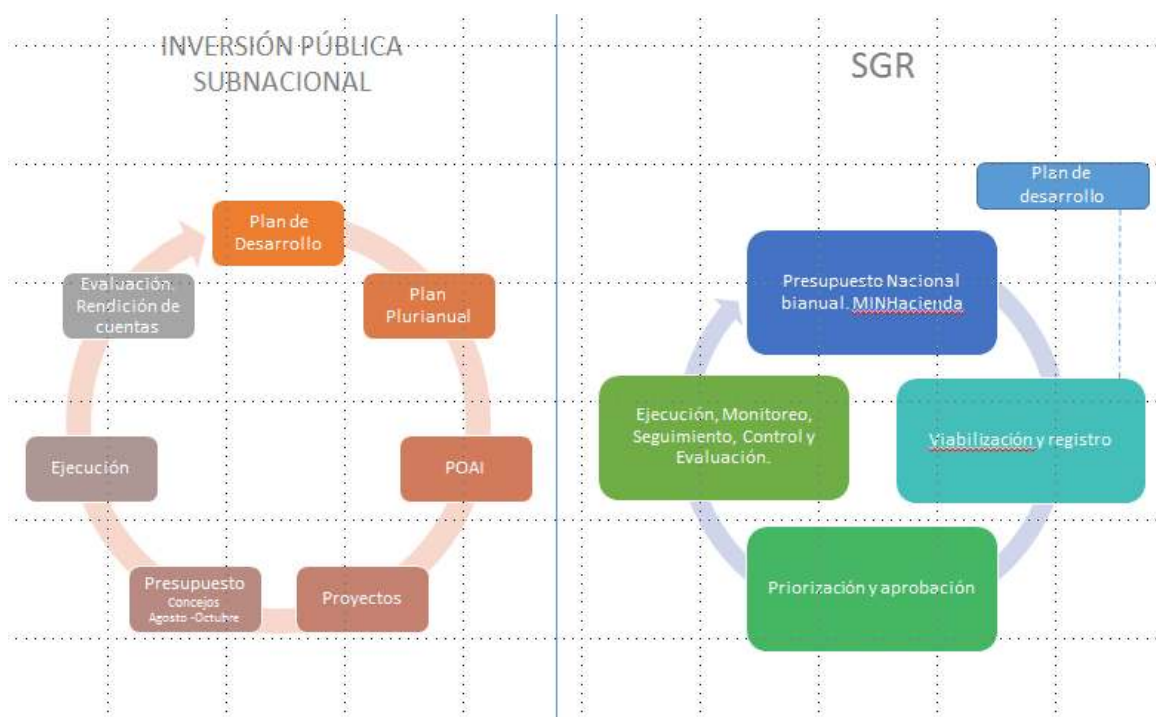 INVERSIÓN PÚBLICA
SUBNACIONAL
Plan de
Desarrollo
Plan
Plurianual
POAI
Proyectos
Presupuesto
Concejos
Agosto -Octubre
Ejecución
Evaluación.
Rendición de
cuentas
SGR
Plan de
desarrollo
Presupuesto Nacional
bianual. MINHacienda
Viabilización y registro
Priorización y aprobación
Ejecución, Monitoreo,
Seguimiento, Control y
Evaluación.